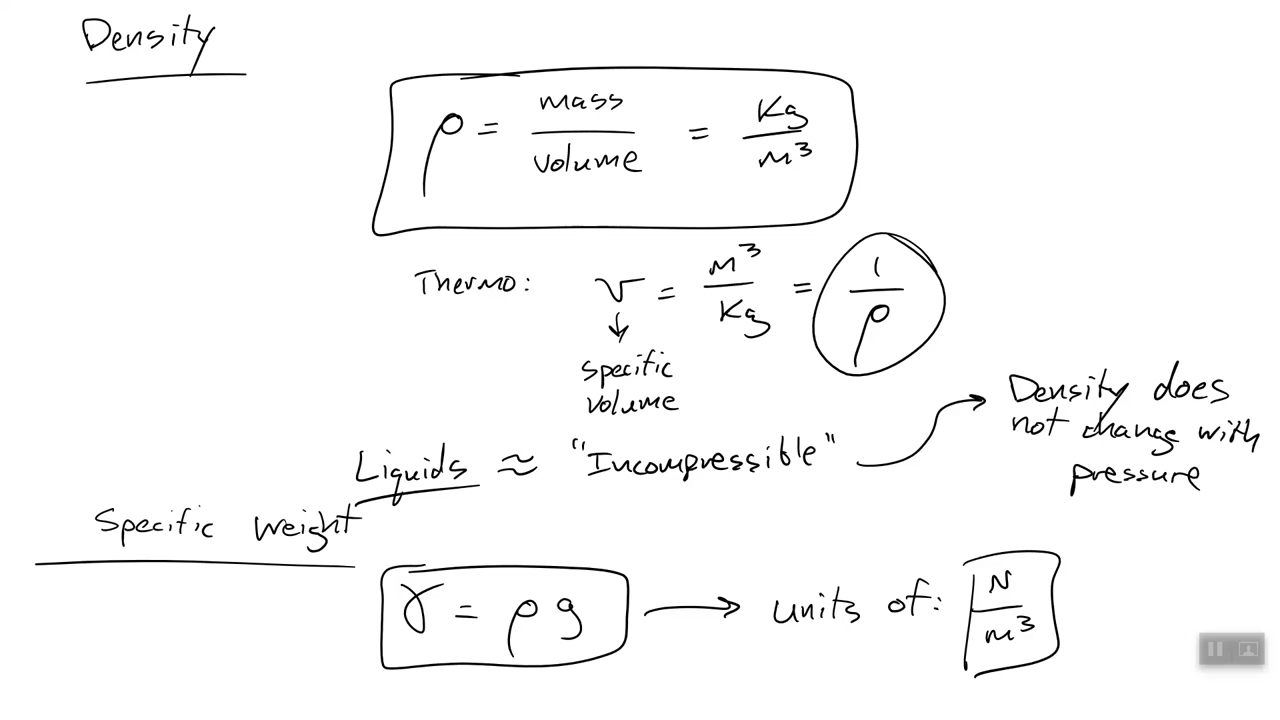 Density
ρ = mass/volume = Kg/m³
Thermo: v = m³/Kg = 1/ρ
specific
volume
Density does
not change with
pressure
Liquids ≈ "Incompressible"
Specific weight
γ = ρg → units of: N/m³